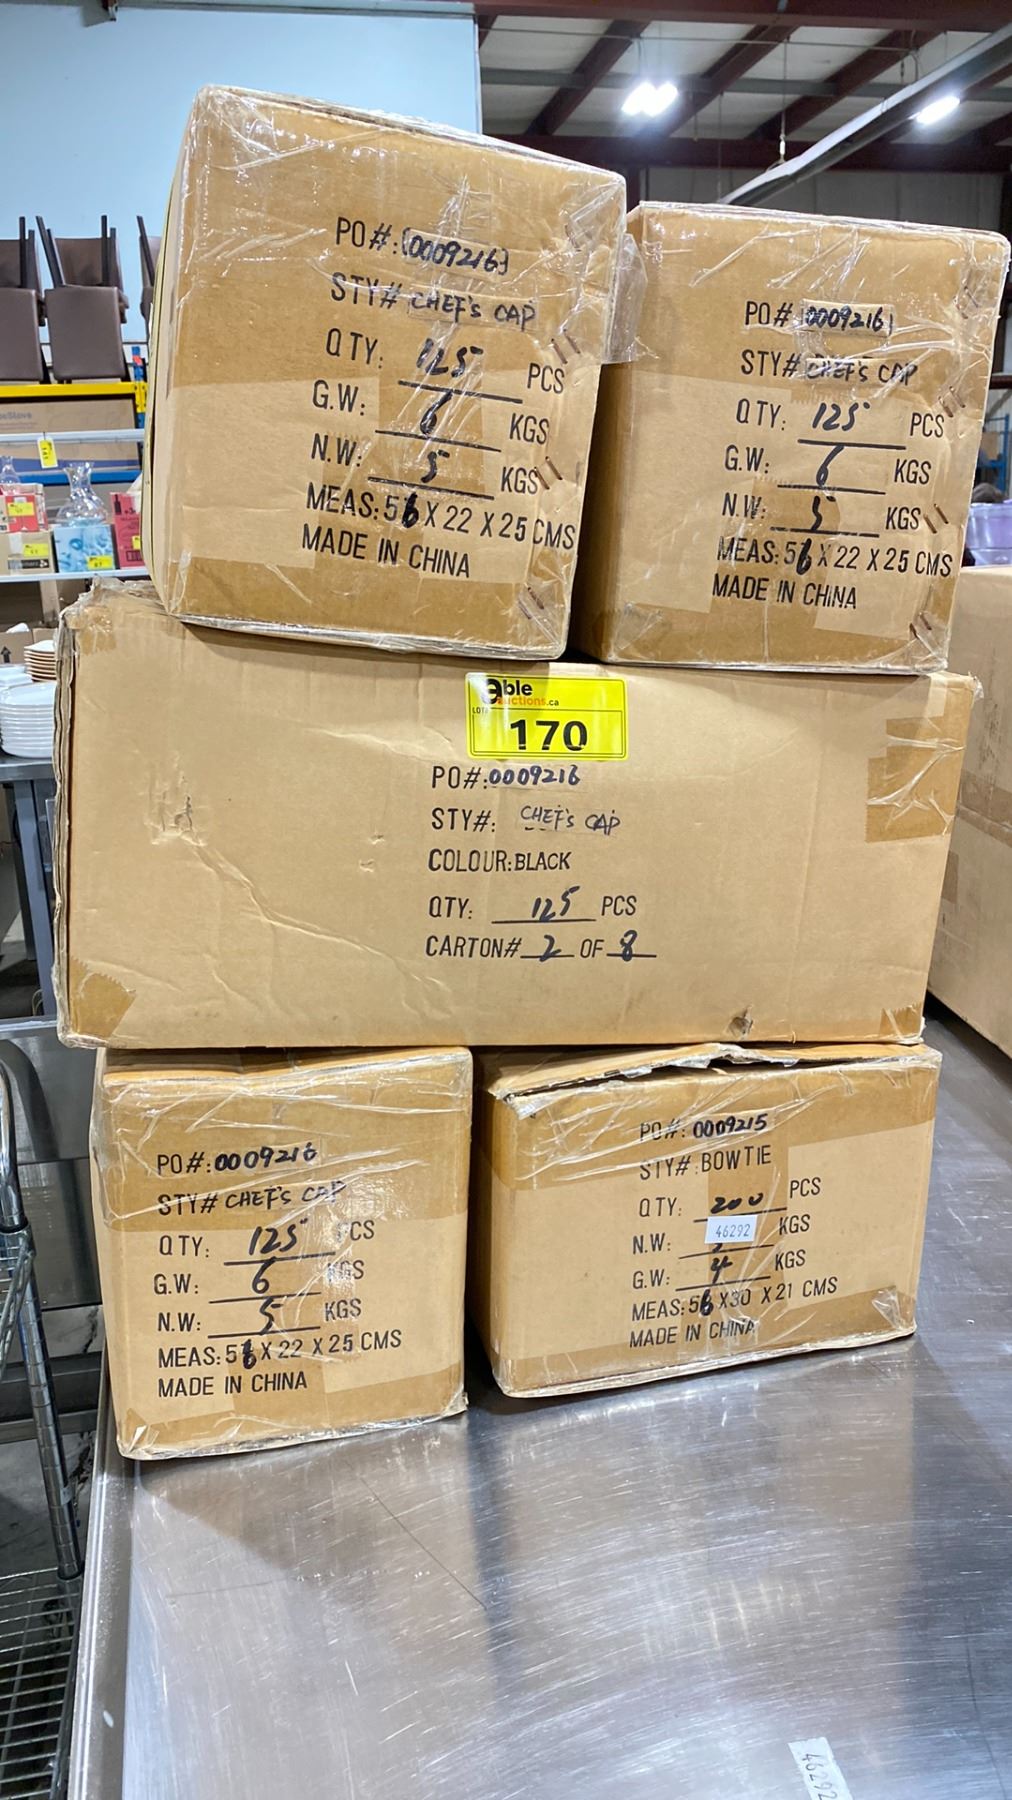 PO#:(0009216)
STY# CHEF's CAP
QTY: 125 PCS
G.W: 6 KGS
N.W: 5 KGS
MEAS: 56 X 22 X 25 CMS
MADE IN CHINA
PO# (0009216)
STY# CHEF's CAP
QTY: 125 PCS
G.W: 6 KGS
N.W: 5 KGS
MEAS: 56 X 22 X 25 CMS
MADE IN CHINA
able
auctions.ca
LOT# 170
PO#:0009216
STY#: CHEF's CAP
COLOUR:BLACK
QTY: 125 PCS
CARTON# 2 OF 8
PO#:0009216
STY# CHEF's CAP
QTY: 125 PCS
G.W: 6 KGS
N.W: 5 KGS
MEAS: 56 X 22 X 25 CMS
MADE IN CHINA
PO#: 0009215
STY#: BOWTIE
QTY: 200 PCS
46292
N.W: KGS
G.W: 4 KGS
MEAS: 56 X30 X 21 CMS
MADE IN CHINA
46292